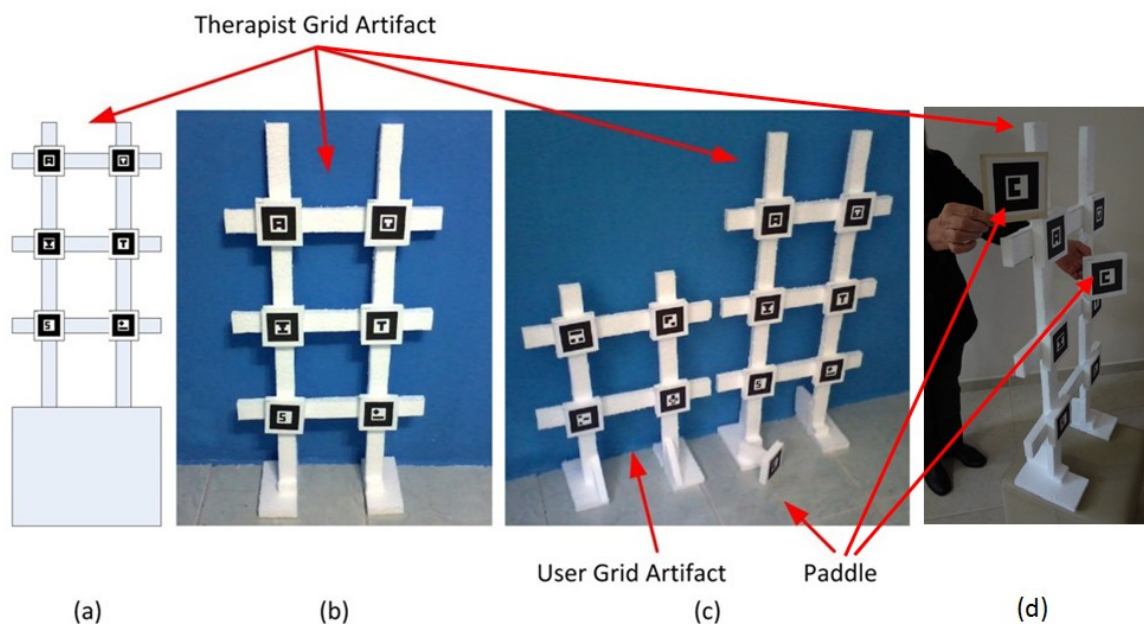 Therapist Grid Artifact
User Grid Artifact
Paddle
(a)
(b)
(c)
(d)